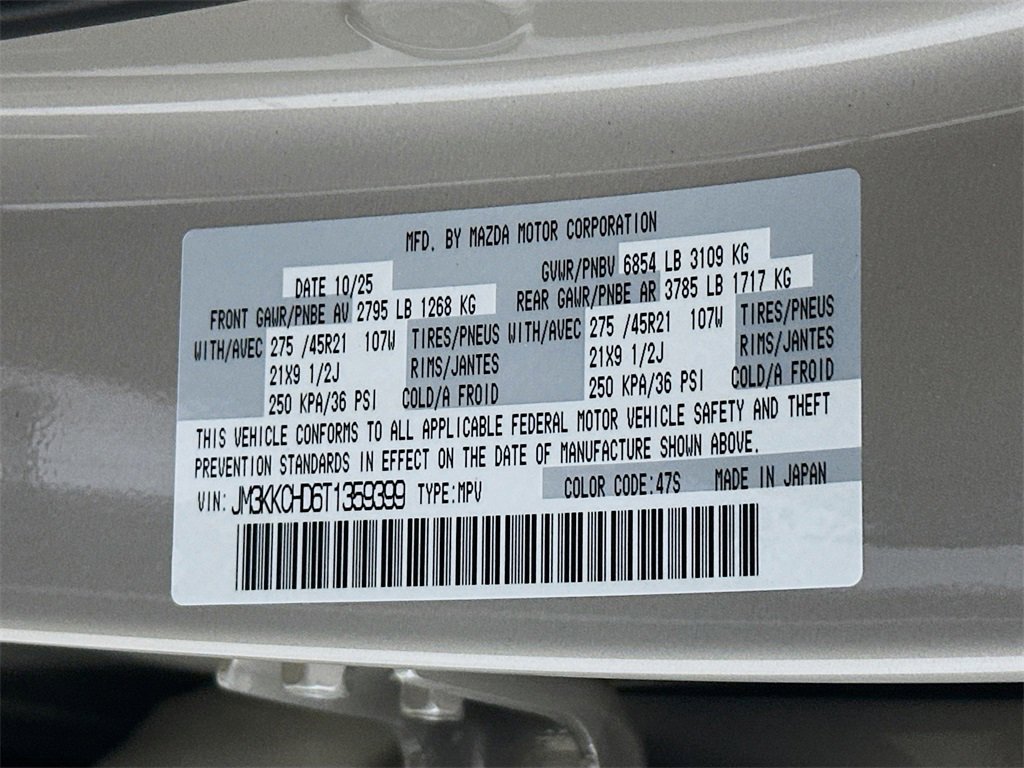 MFD. BY MAZDA MOTOR CORPORATION
DATE 10/25 GVWR/PNBV 6854 LB 3109 KG
FRONT GAWR/PNBE AV 2795 LB 1268 KG REAR GAWR/PNBE AR 3785 LB 1717 KG
WITH/AVEC 275 /45R21 107W TIRES/PNEUS WITH/AVEC 275 /45R21 107W TIRES/PNEUS
21X9 1/2J RIMS/JANTES 21X9 1/2J RIMS/JANTES
250 KPA/36 PSI COLD/A FROID 250 KPA/36 PSI COLD/A FROID
THIS VEHICLE CONFORMS TO ALL APPLICABLE FEDERAL MOTOR VEHICLE SAFETY AND THEFT
PREVENTION STANDARDS IN EFFECT ON THE DATE OF MANUFACTURE SHOWN ABOVE.
VIN: JM3KKCHD6T1359399 TYPE:MPV COLOR CODE:47S MADE IN JAPAN